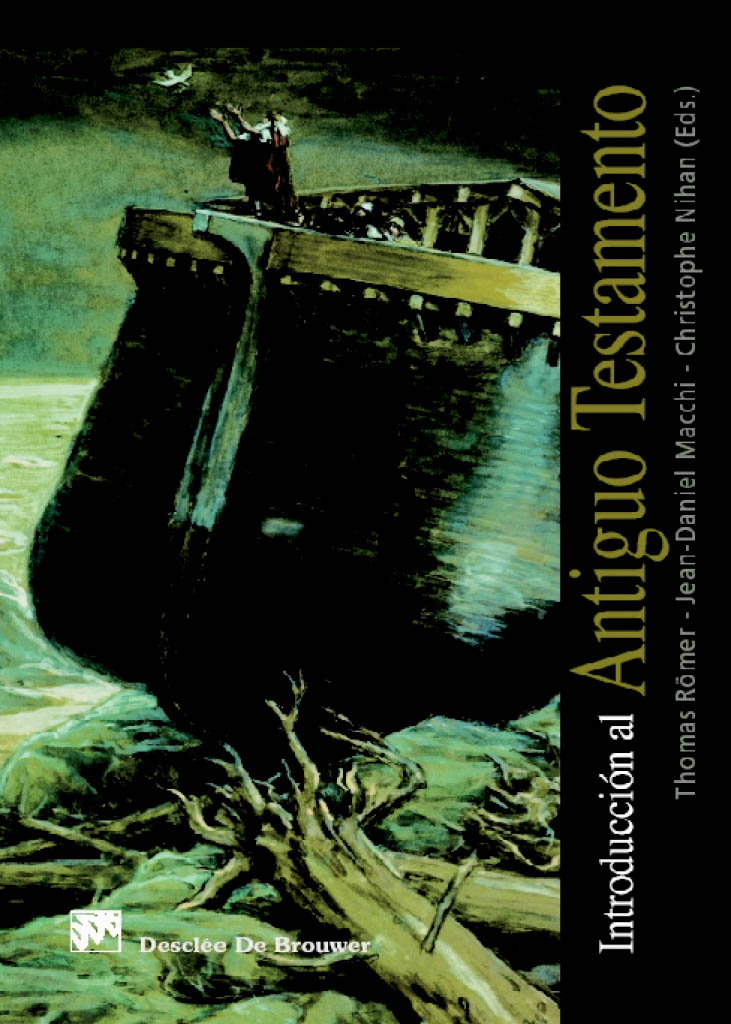 Introducción al Antiguo Testamento
Thomas Römer - Jean-Daniel Macchi - Christophe Nihan (Eds.)
Desclée De Brouwer